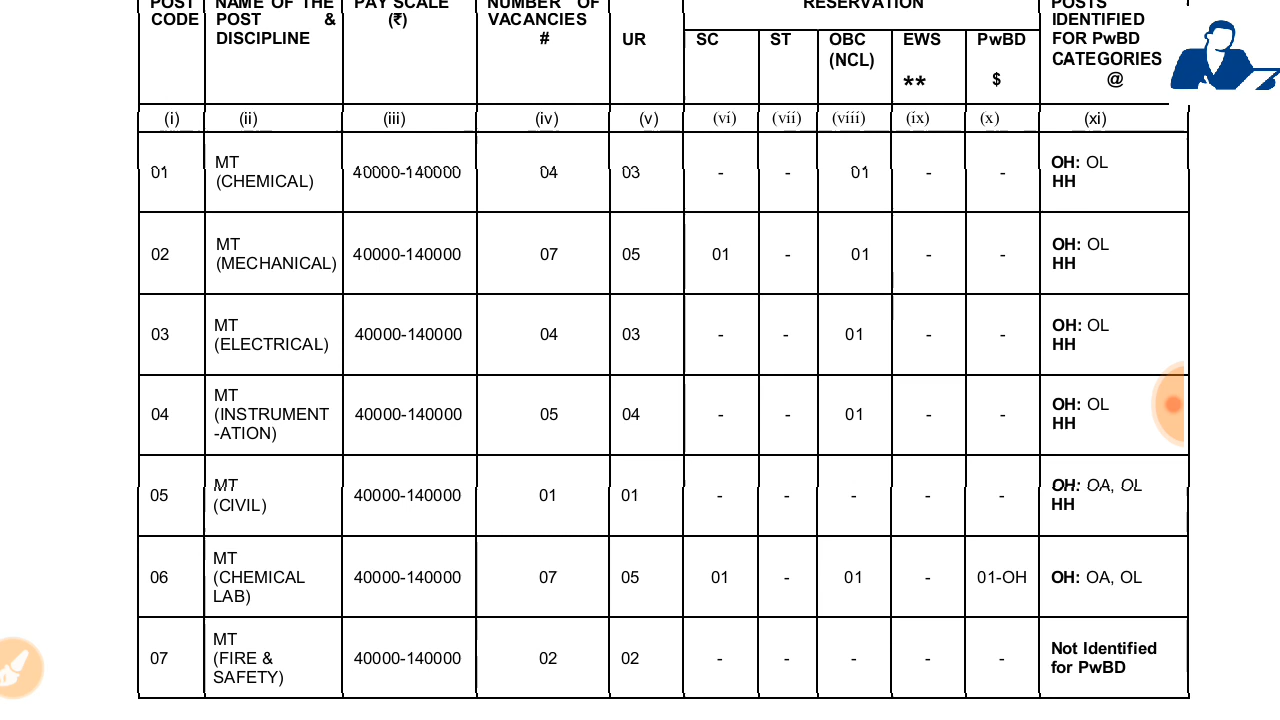 POST NAME OF THE PAY SCALE NUMBER OF RESERVATION POSTS
CODE POST & (₹) VACANCIES IDENTIFIED
DISCIPLINE # UR SC ST OBC EWS PwBD FOR PwBD
(NCL) CATEGORIES
** $ @
(i) (ii) (iii) (iv) (v) (vi) (vii) (viii) (ix) (x) (xi)
01 MT (CHEMICAL) 40000-140000 04 03 - - 01 - - OH: OL HH
02 MT (MECHANICAL) 40000-140000 07 05 01 - 01 - - OH: OL HH
03 MT (ELECTRICAL) 40000-140000 04 03 - - 01 - - OH: OL HH
04 MT (INSTRUMENT -ATION) 40000-140000 05 04 - - 01 - - OH: OL HH
05 MT (CIVIL) 40000-140000 01 01 - - - - - OH: OA, OL HH
06 MT (CHEMICAL LAB) 40000-140000 07 05 01 - 01 - 01-OH OH: OA, OL
07 MT (FIRE & SAFETY) 40000-140000 02 02 - - - - - Not Identified for PwBD